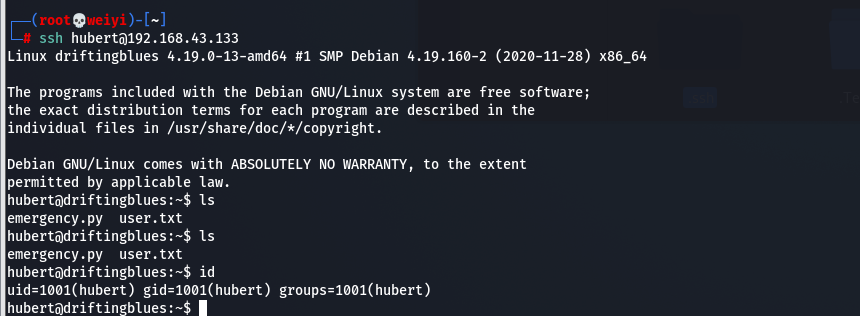 ┌──(root💀weiyi)-[~]
└─# ssh hubert@192.168.43.133
Linux driftingblues 4.19.0-13-amd64 #1 SMP Debian 4.19.160-2 (2020-11-28) x86_64
The programs included with the Debian GNU/Linux system are free software;
the exact distribution terms for each program are described in the
individual files in /usr/share/doc/*/copyright.
Debian GNU/Linux comes with ABSOLUTELY NO WARRANTY, to the extent
permitted by applicable law.
hubert@driftingblues:~$ ls
emergency.py  user.txt
hubert@driftingblues:~$ ls
emergency.py  user.txt
hubert@driftingblues:~$ id
uid=1001(hubert) gid=1001(hubert) groups=1001(hubert)
hubert@driftingblues:~$